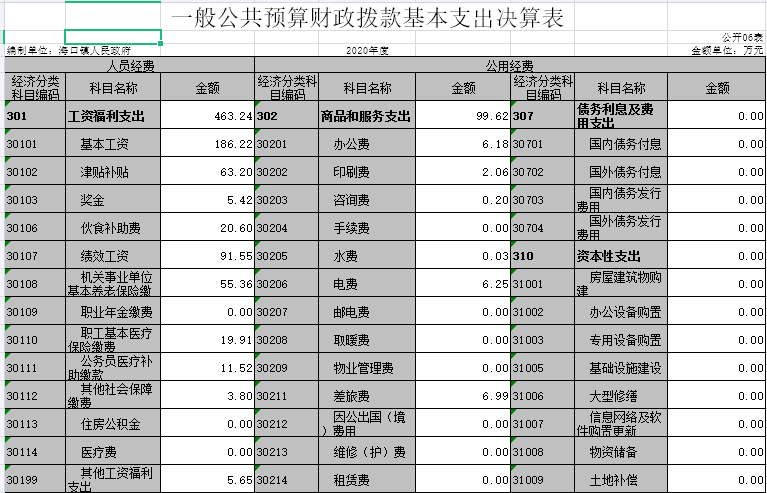 一般公共预算财政拨款基本支出决算表
公开06表
编制单位：海口镇人民政府 2020年度 金额单位：万元
人员经费 公用经费
经济分类科目编码 科目名称 金额 经济分类科目编码 科目名称 金额 经济分类科目编码 科目名称 金额
301 工资福利支出 463.24 302 商品和服务支出 99.62 307 债务利息及费用支出 0.00
30101 基本工资 186.22 30201 办公费 6.18 30701 国内债务付息 0.00
30102 津贴补贴 63.20 30202 印刷费 2.06 30702 国外债务付息 0.00
30103 奖金 5.42 30203 咨询费 0.20 30703 国内债务发行费用 0.00
30106 伙食补助费 20.60 30204 手续费 0.00 30704 国外债务发行费用 0.00
30107 绩效工资 91.55 30205 水费 0.03 310 资本性支出 0.00
30108 机关事业单位基本养老保险缴 55.36 30206 电费 6.25 31001 房屋建筑物购建 0.00
30109 职业年金缴费 0.00 30207 邮电费 0.00 31002 办公设备购置 0.00
30110 职工基本医疗保险缴费 19.91 30208 取暖费 0.00 31003 专用设备购置 0.00
30111 公务员医疗补助缴款 11.52 30209 物业管理费 0.00 31005 基础设施建设 0.00
30112 其他社会保障缴费 3.80 30211 差旅费 6.99 31006 大型修缮 0.00
30113 住房公积金 0.00 30212 因公出国（境）费用 0.00 31007 信息网络及软件购置更新 0.00
30114 医疗费 0.00 30213 维修（护）费 0.00 31008 物资储备 0.00
30199 其他工资福利支出 5.65 30214 租赁费 0.00 31009 土地补偿 0.00